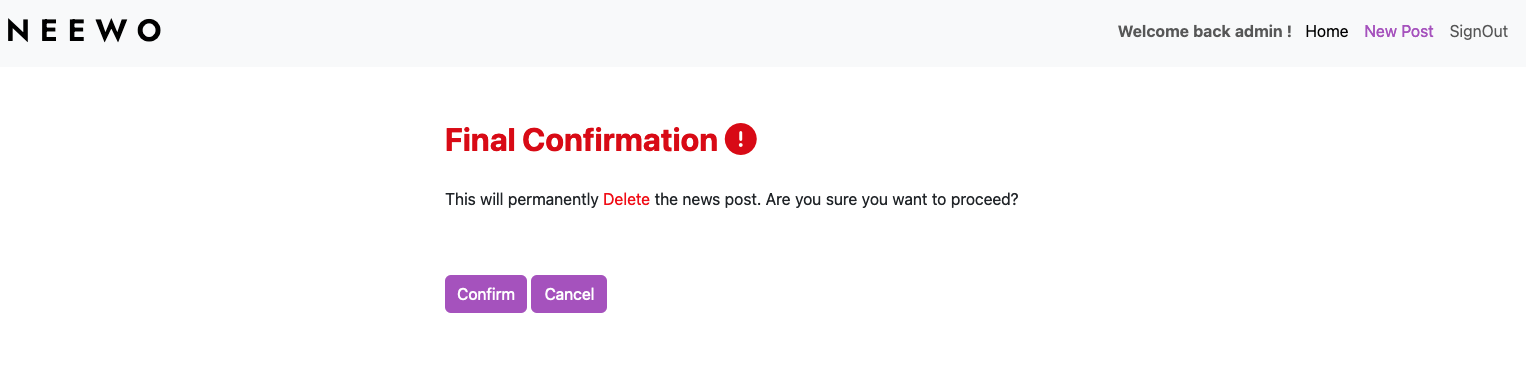 NEEWO Welcome back admin ! Home New Post SignOut
Final Confirmation
This will permanently Delete the news post. Are you sure you want to proceed?
Confirm Cancel